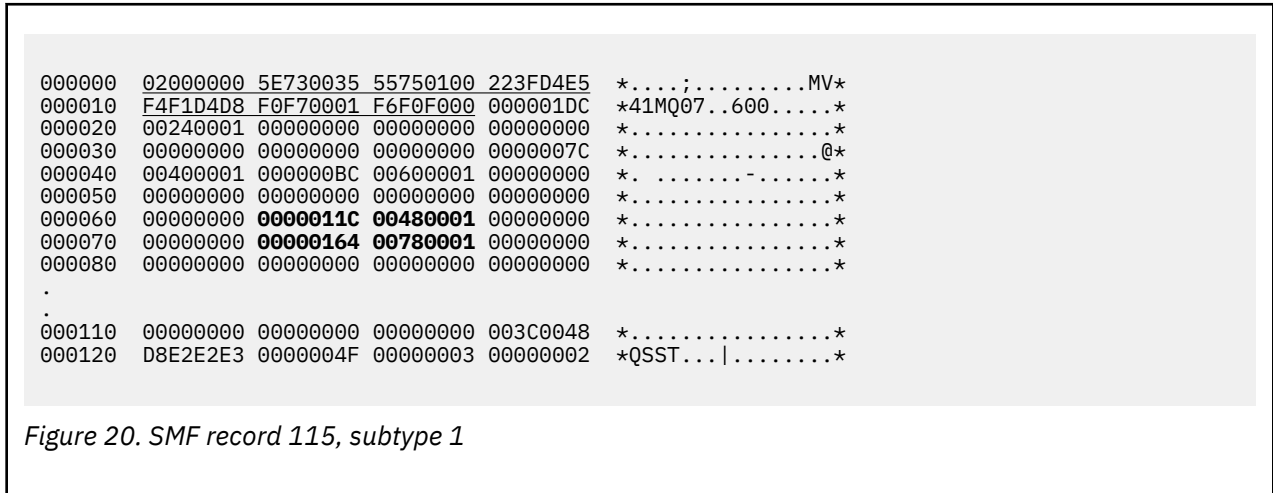 000000 02000000 5E730035 55750100 223FD4E5 *....;.........MV*
000010 F4F1D4D8 F0F70001 F6F0F000 000001DC *41MQ07..600.....*
000020 00240001 00000000 00000000 00000000 *................*
000030 00000000 00000000 00000000 0000007C *...............@*
000040 00400001 000000BC 00600001 00000000 *. .......-......*
000050 00000000 00000000 00000000 00000000 *................*
000060 00000000 0000011C 00480001 00000000 *................*
000070 00000000 00000164 00780001 00000000 *................*
000080 00000000 00000000 00000000 00000000 *................*
.
.
000110 00000000 00000000 00000000 003C0048 *................*
000120 D8E2E2E3 0000004F 00000003 00000002 *QSST...|........*
Figure 20. SMF record 115, subtype 1